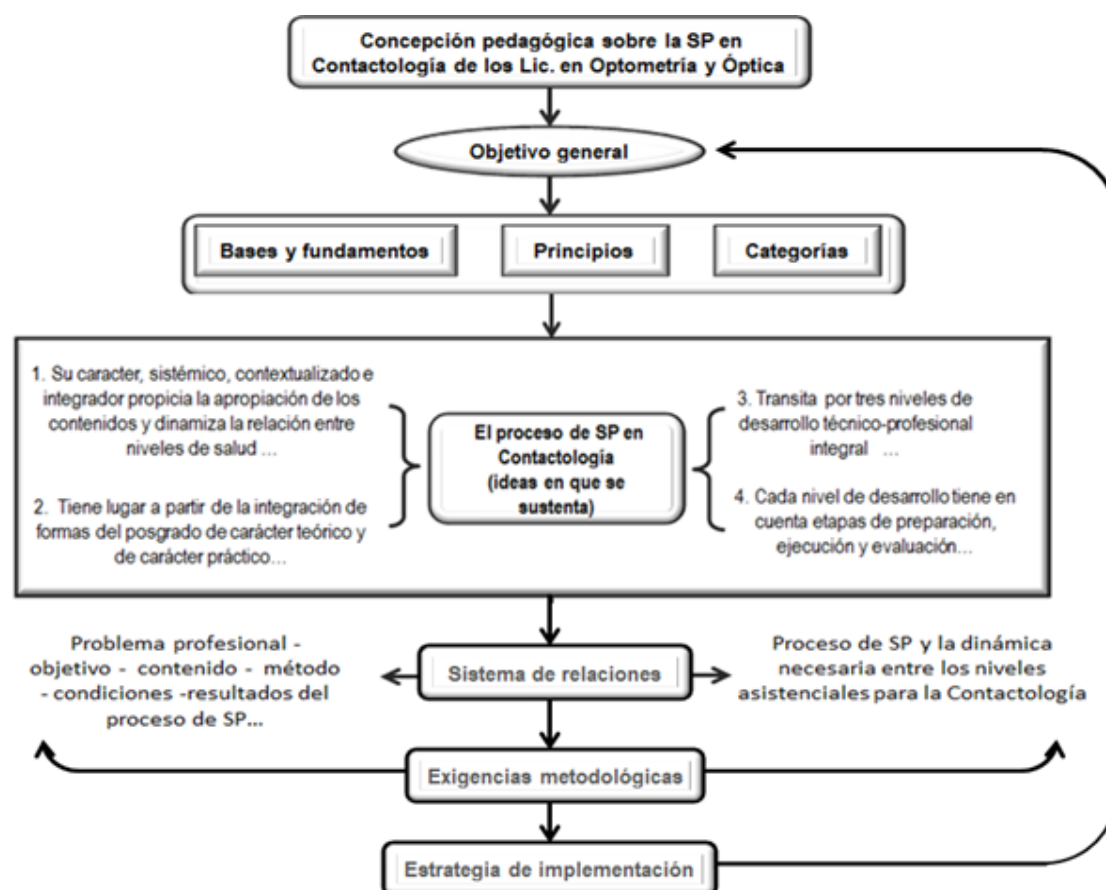 Concepción pedagógica sobre la SP en
Contactología de los Lic. en Optometría y Óptica
Objetivo general
Bases y fundamentos
Principios
Categorías
1. Su caracter, sistémico, contextualizado e
integrador propicia la apropiación de los
contenidos y dinamiza la relación entre
niveles de salud ...
2. Tiene lugar a partir de la integración de
formas del posgrado de carácter teórico y
de carácter práctico...
El proceso de SP en
Contactología
(ideas en que se
sustenta)
3. Transita por tres niveles de
desarrollo técnico-profesional
integral ...
4. Cada nivel de desarrollo tiene en
cuenta etapas de preparación,
ejecución y evaluación...
Problema profesional -
objetivo - contenido - método
- condiciones -resultados del
proceso de SP...
Sistema de relaciones
Proceso de SP y la dinámica
necesaria entre los niveles
asistenciales para la Contactología
Exigencias metodológicas
Estrategia de implementación